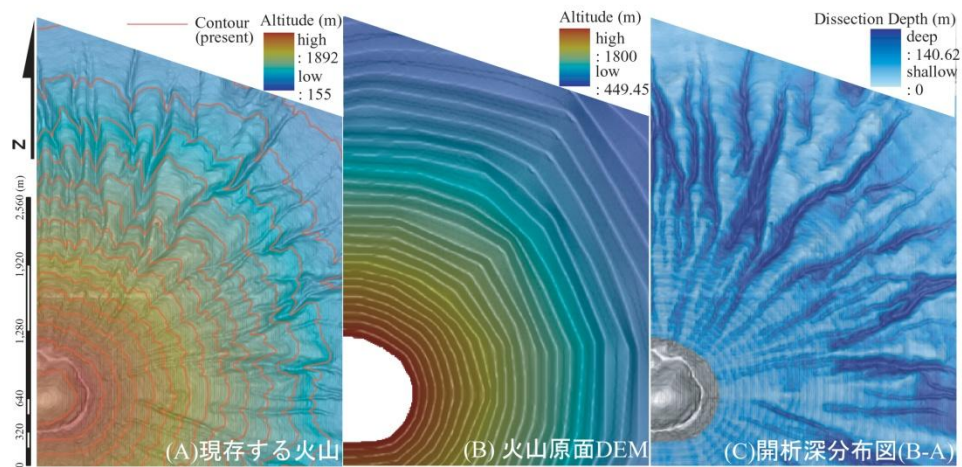 Contour
(present)
Altitude (m)
high
: 1892
low
: 155
Altitude (m)
high
: 1800
low
: 449.45
Dissection Depth (m)
deep
: 140.62
shallow
: 0
N
2,560 (m)
1,920
1,280
640
320
0
(A)現存する火山
(B) 火山原面DEM
(C)開析深分布図(B-A)